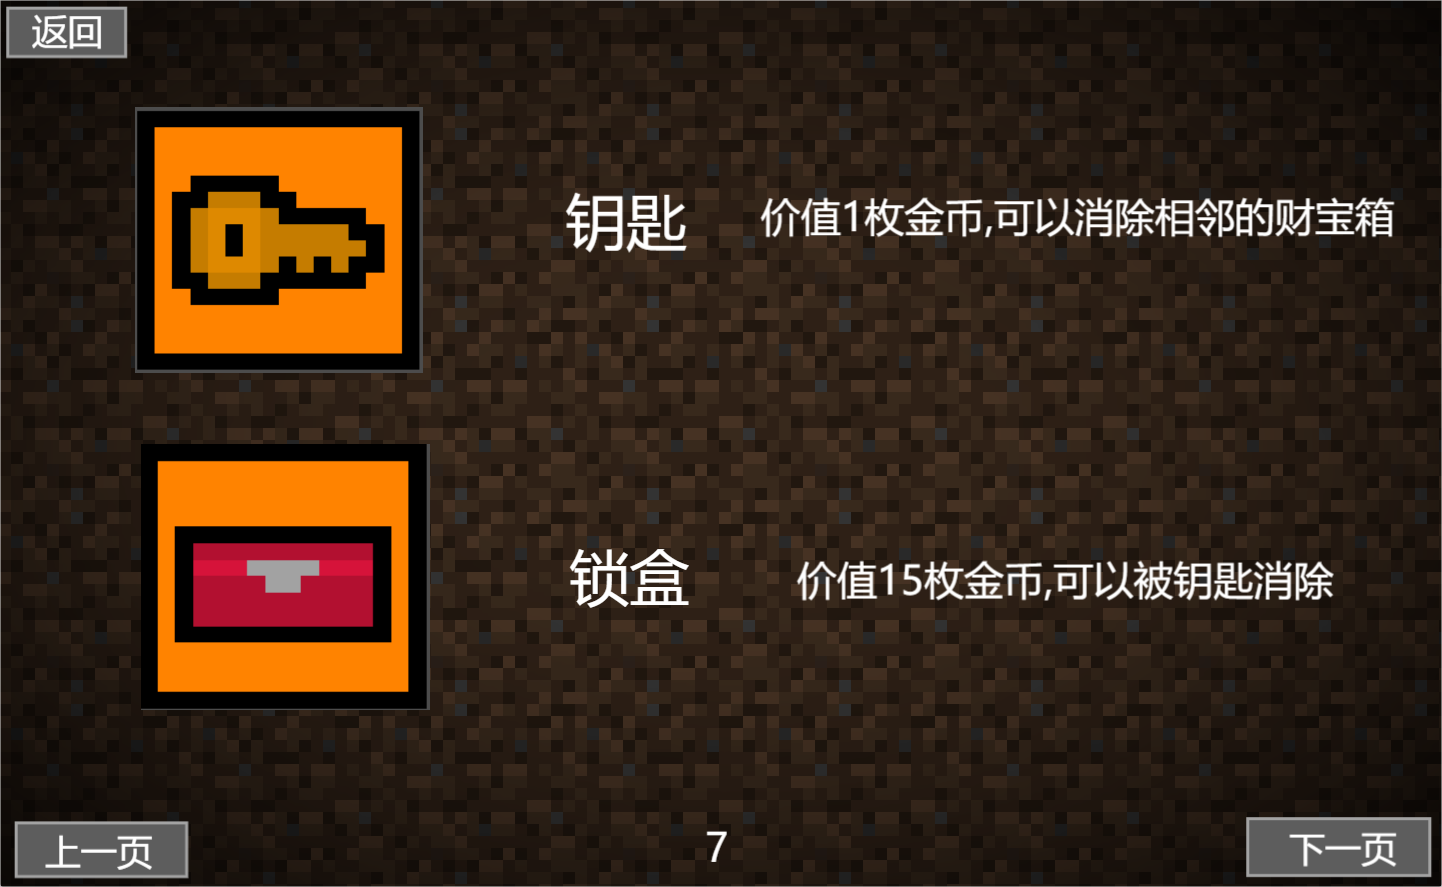 返回
钥匙
价值1枚金币,可以消除相邻的财宝箱
锁盒
价值15枚金币,可以被钥匙消除
上一页
7
下一页